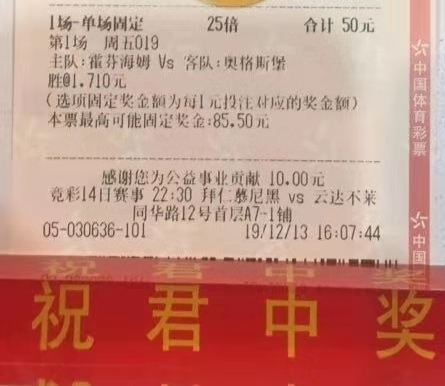 1场-单场固定 25倍 合计 50元
第1场 周五019
主队:霍芬海姆 Vs 客队:奥格斯堡
胜@1.710元
(选项固定奖金额为每1元投注对应的奖金额)
本票最高可能固定奖金:85.50元
感谢您为公益事业贡献 10.00元
竞彩14日赛事 22:30 拜仁慕尼黑 vs 云达不莱
同华路12号首层A7-1铺
05-030636-101 19/12/13 16:07:44
中国体育彩票
中国
祝君中奖